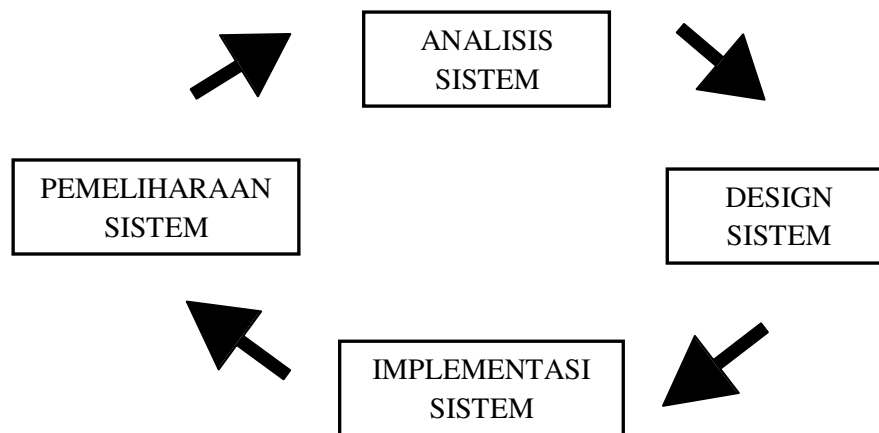 ANALISIS
SISTEM
PEMELIHARAAN
SISTEM
DESIGN
SISTEM
IMPLEMENTASI
SISTEM